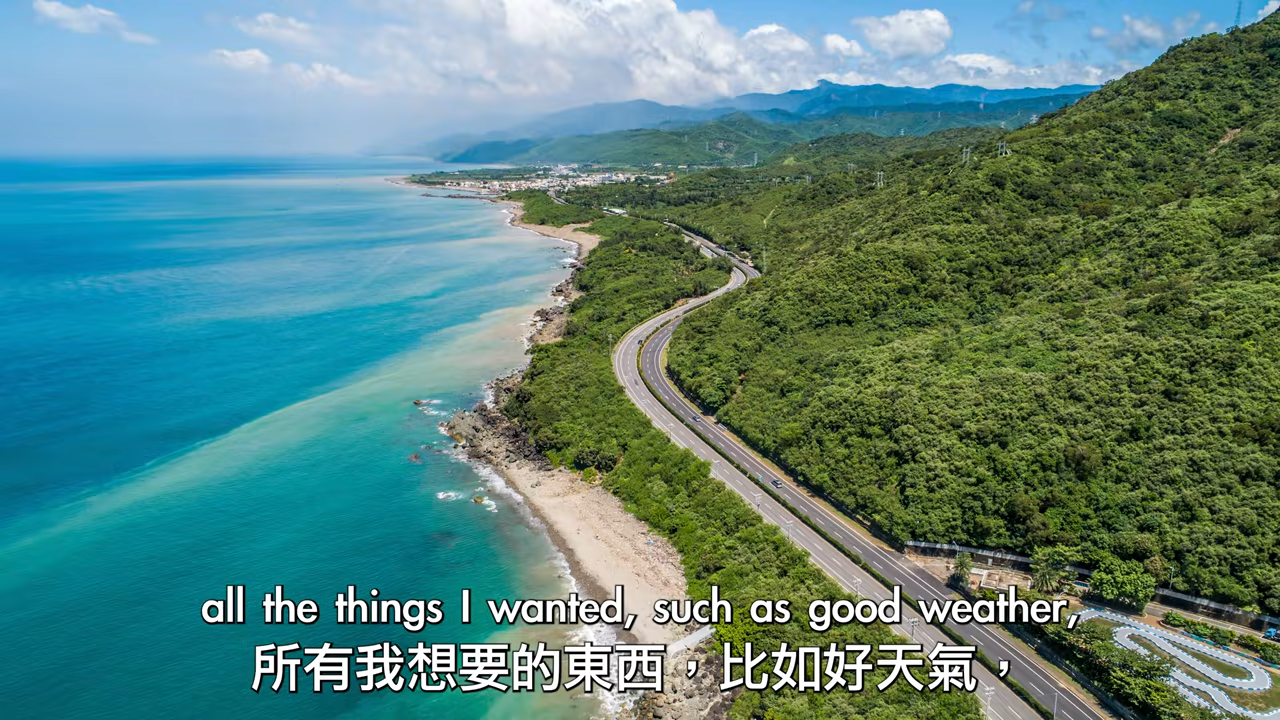 all the things I wanted, such as good weather,
所有我想要的東西，比如好天氣，